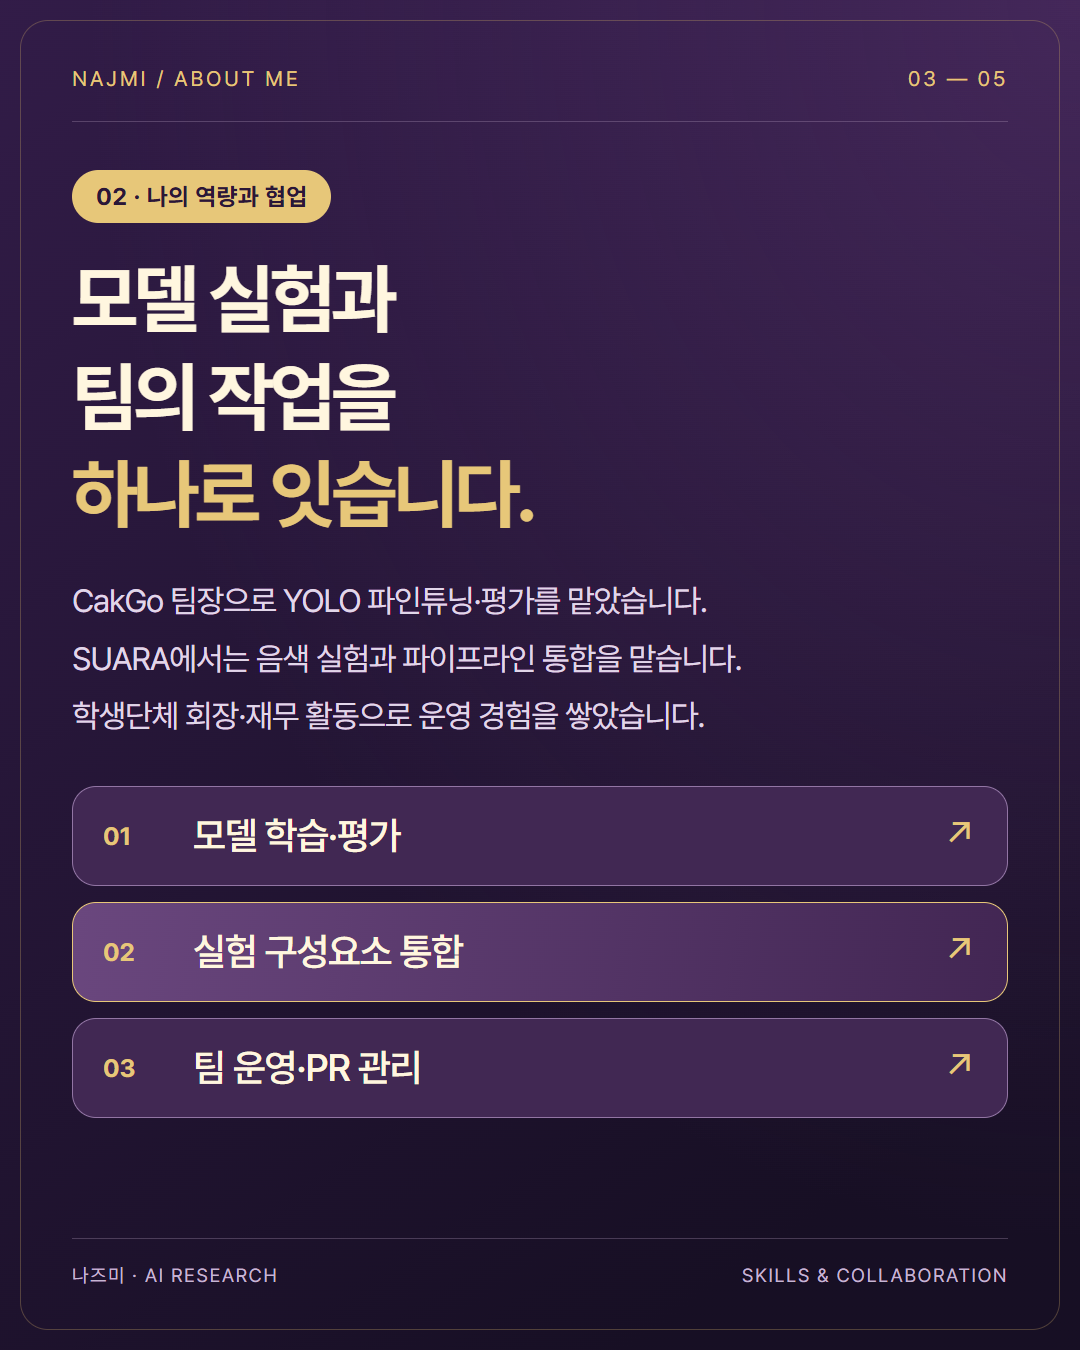 NAJMI / ABOUT ME
03 — 05
02 · 나의 역량과 협업
모델 실험과
팀의 작업을
하나로 잇습니다.
CakGo 팀장으로 YOLO 파인튜닝·평가를 맡았습니다.
SUARA에서는 음색 실험과 파이프라인 통합을 맡습니다.
학생단체 회장·재무 활동으로 운영 경험을 쌓았습니다.
01 모델 학습·평가 ↗
02 실험 구성요소 통합 ↗
03 팀 운영·PR 관리 ↗
나즈미 · AI RESEARCH
SKILLS & COLLABORATION